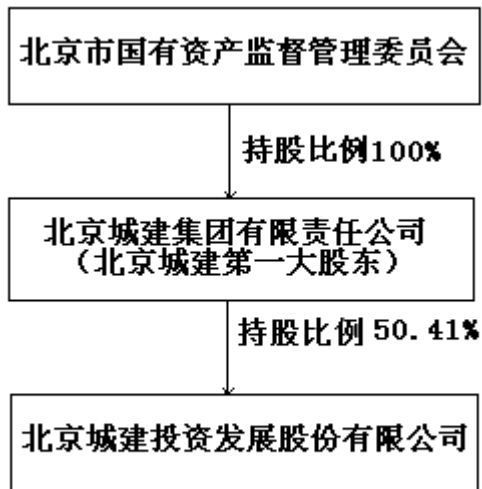 北京市国有资产监督管理委员会
持股比例100%
北京城建集团有限责任公司
（北京城建第一大股东）
持股比例 50.41%
北京城建投资发展股份有限公司